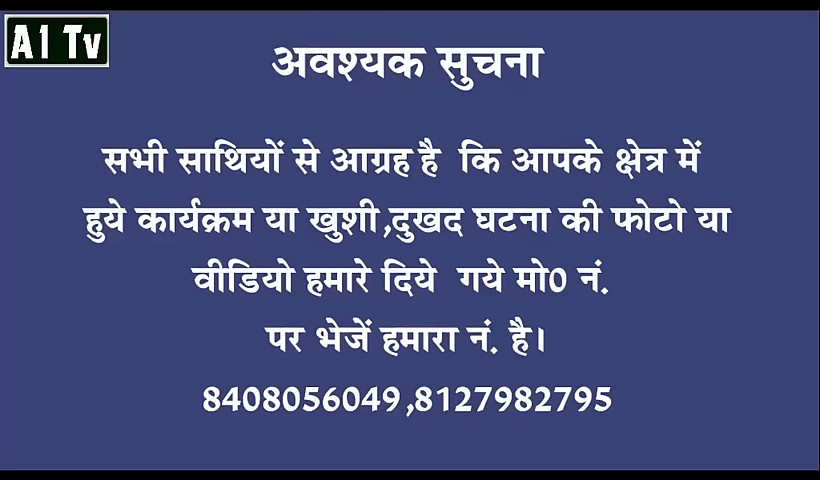 A1 Tv
अवश्यक सुचना
सभी साथियों से आग्रह है कि आपके क्षेत्र में
हुये कार्यक्रम या खुशी,दुखद घटना की फोटो या
वीडियो हमारे दिये गये मो0 नं.
पर भेजें हमारा नं. है।
8408056049,8127982795